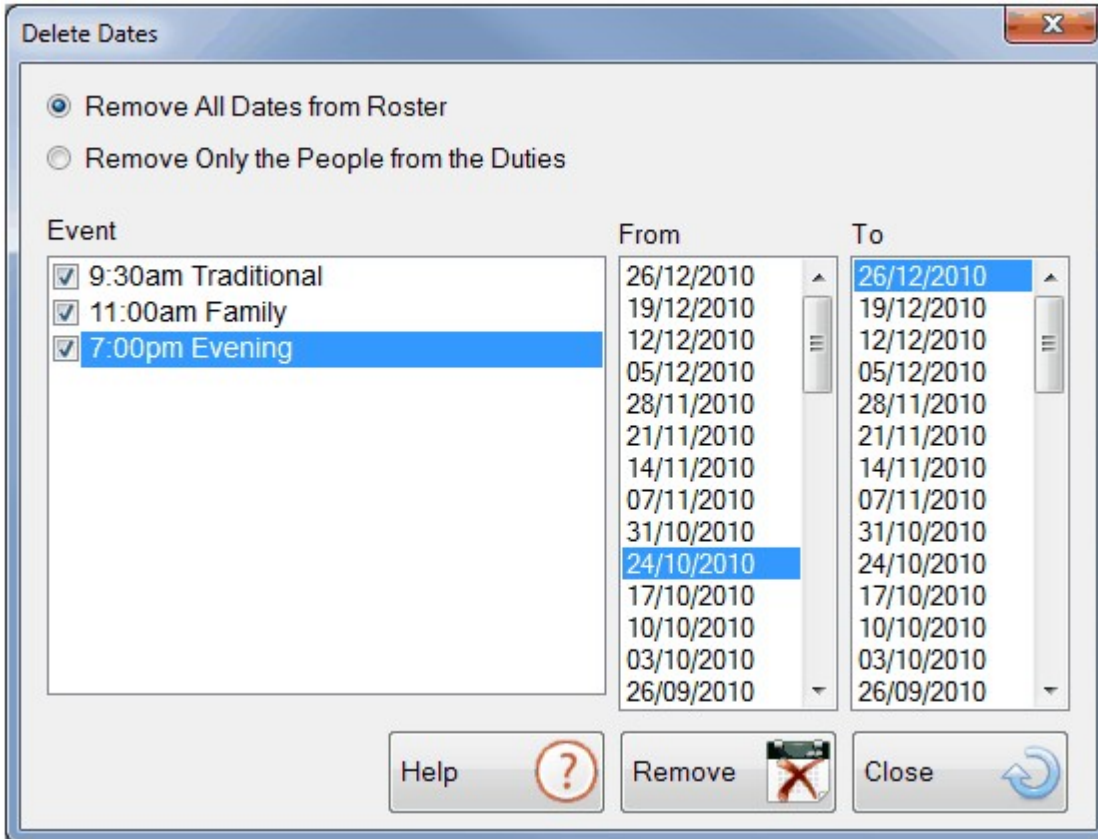 Delete Dates
Remove All Dates from Roster
Remove Only the People from the Duties
Event
9:30am Traditional
11:00am Family
7:00pm Evening
From
26/12/2010
19/12/2010
12/12/2010
05/12/2010
28/11/2010
21/11/2010
14/11/2010
07/11/2010
31/10/2010
24/10/2010
17/10/2010
10/10/2010
03/10/2010
26/09/2010
To
26/12/2010
19/12/2010
12/12/2010
05/12/2010
28/11/2010
21/11/2010
14/11/2010
07/11/2010
31/10/2010
24/10/2010
17/10/2010
10/10/2010
03/10/2010
26/09/2010
Help ?
Remove
Close